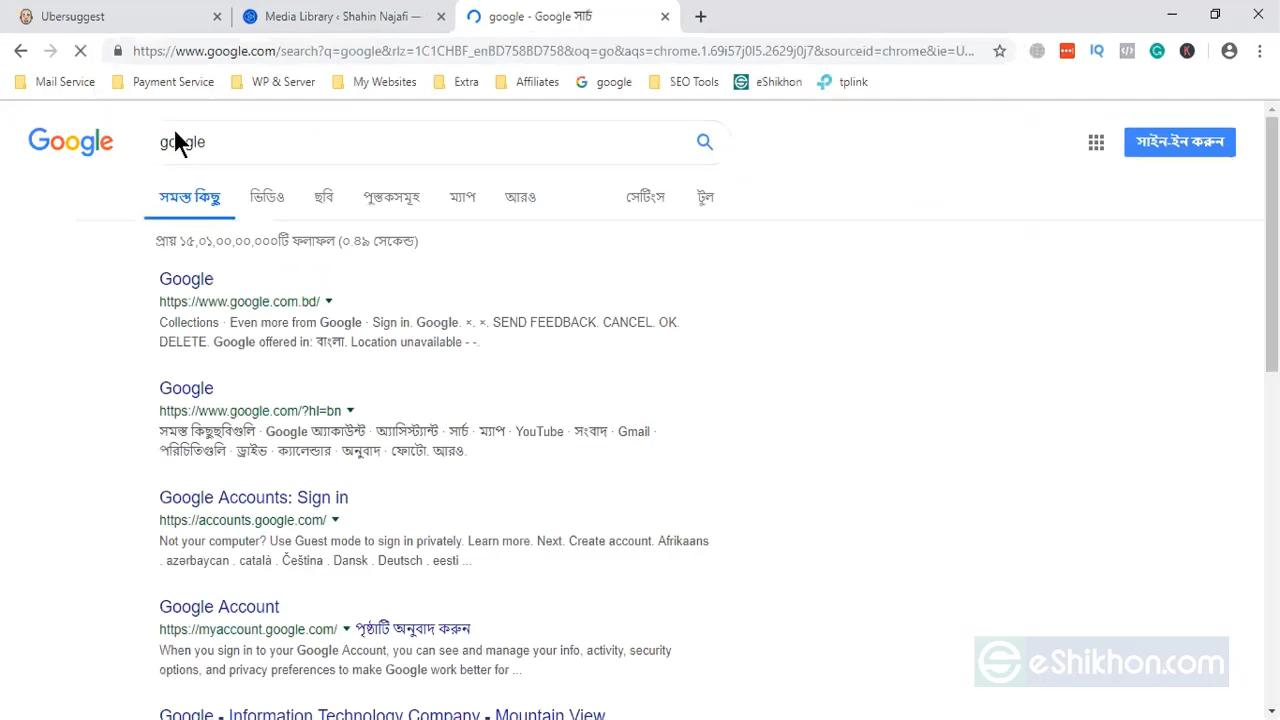 Ubersuggest
Media Library ‹ Shahin Najafi —
google - Google সার্চ
https://www.google.com/search?q=google&rlz=1C1CHBF_enBD758BD758&oq=go&aqs=chrome.1.69i57j0l5.2629j0j7&sourceid=chrome&ie=U...
Mail Service
Payment Service
WP & Server
My Websites
Extra
Affiliates
google
SEO Tools
eShikhon
tplink
Google
google
সাইন-ইন করুন
সমস্ত কিছু
ভিডিও
ছবি
পুস্তকসমূহ
ম্যাপ
আরও
সেটিংস
টুল
প্রায় ১৫,০১,০০,০০,০০০টি ফলাফল (০.৪৯ সেকেন্ড)
Google
https://www.google.com.bd/
Collections · Even more from Google · Sign in. Google. ×. ×. SEND FEEDBACK. CANCEL. OK.
DELETE. Google offered in: বাংলা. Location unavailable - -.
Google
https://www.google.com/?hl=bn
সমস্ত কিছুছবিগুলি · Google অ্যাকাউন্ট · অ্যাসিস্ট্যান্ট · সার্চ · ম্যাপ · YouTube · সংবাদ · Gmail ·
পরিচিতিগুলি · ড্রাইভ · ক্যালেন্ডার · অনুবাদ · ফোটো. আরও.
Google Accounts: Sign in
https://accounts.google.com/
Not your computer? Use Guest mode to sign in privately. Learn more. Next. Create account. Afrikaans
. azərbaycan . català . Čeština . Dansk . Deutsch . eesti ...
Google Account
https://myaccount.google.com/ পৃষ্ঠাটি অনুবাদ করুন
When you sign in to your Google Account, you can see and manage your info, activity, security
options, and privacy preferences to make Google work better for ...
Google - Information Technology Company - Mountain View
eShikhon.com